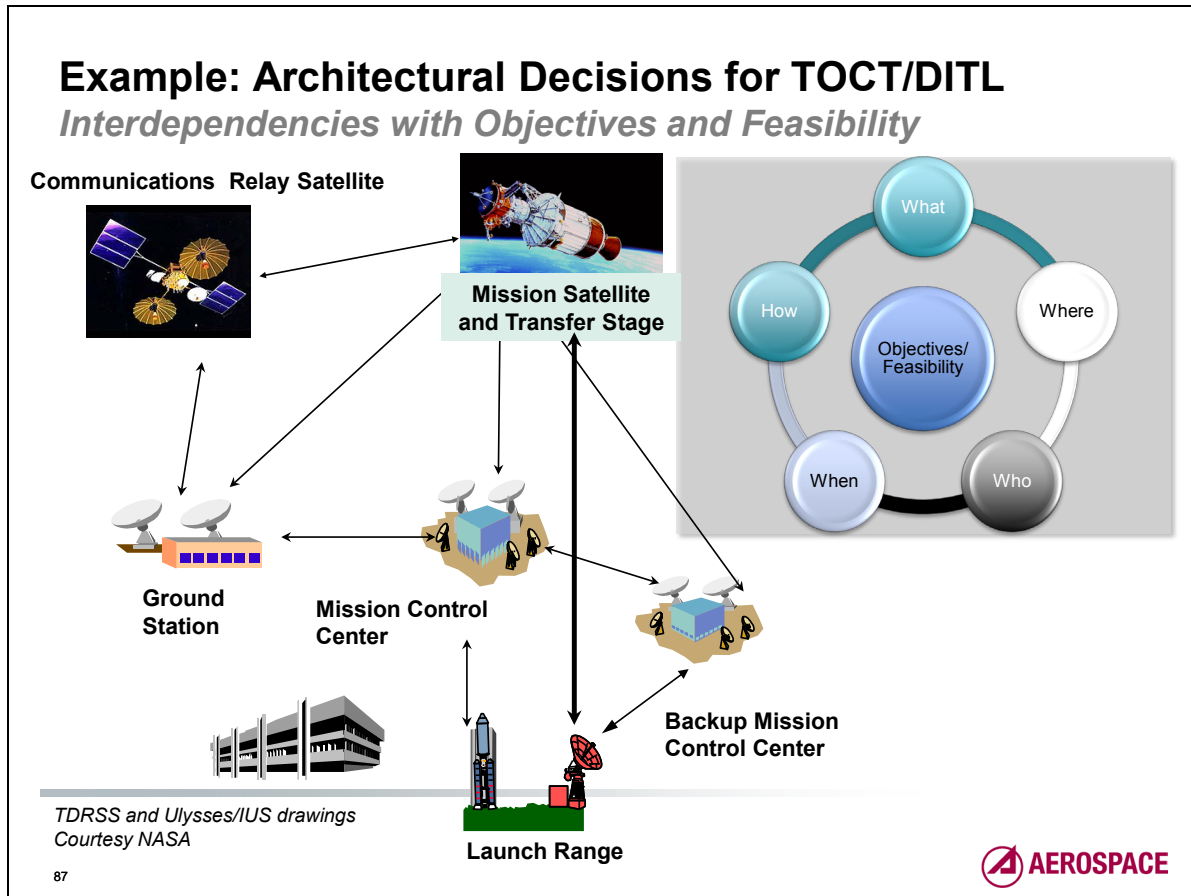 Example: Architectural Decisions for TOCT/DITL
Interdependencies with Objectives and Feasibility
Communications Relay Satellite
Mission Satellite
and Transfer Stage
What
How
Where
Objectives/
Feasibility
When
Who
Ground
Station
Mission Control
Center
Backup Mission
Control Center
TDRSS and Ulysses/IUS drawings
Courtesy NASA
Launch Range
87
AEROSPACE